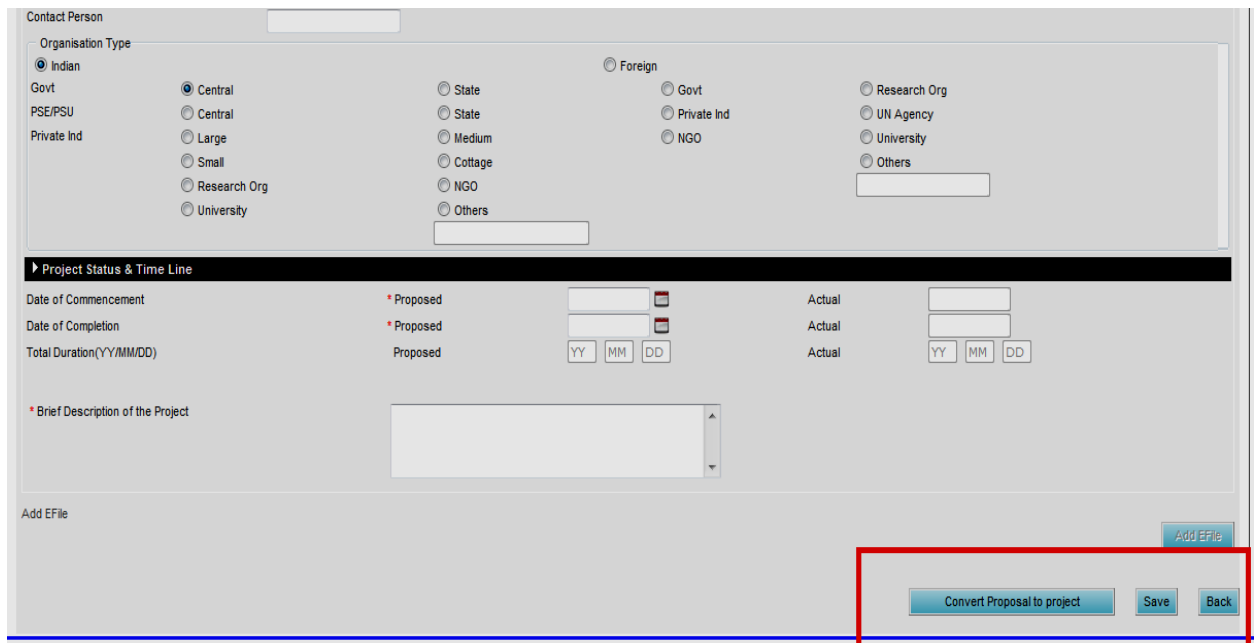 Contact Person
Organisation Type
Indian Foreign
Govt Central State Govt Research Org
PSE/PSU Central State Private Ind UN Agency
Private Ind Large Medium NGO University
Small Cottage Others
Research Org NGO
University Others
Project Status & Time Line
Date of Commencement * Proposed Actual
Date of Completion * Proposed Actual
Total Duration(YY/MM/DD) Proposed YY MM DD Actual YY MM DD
* Brief Description of the Project
Add EFile
Add EFile
Convert Proposal to project Save Back